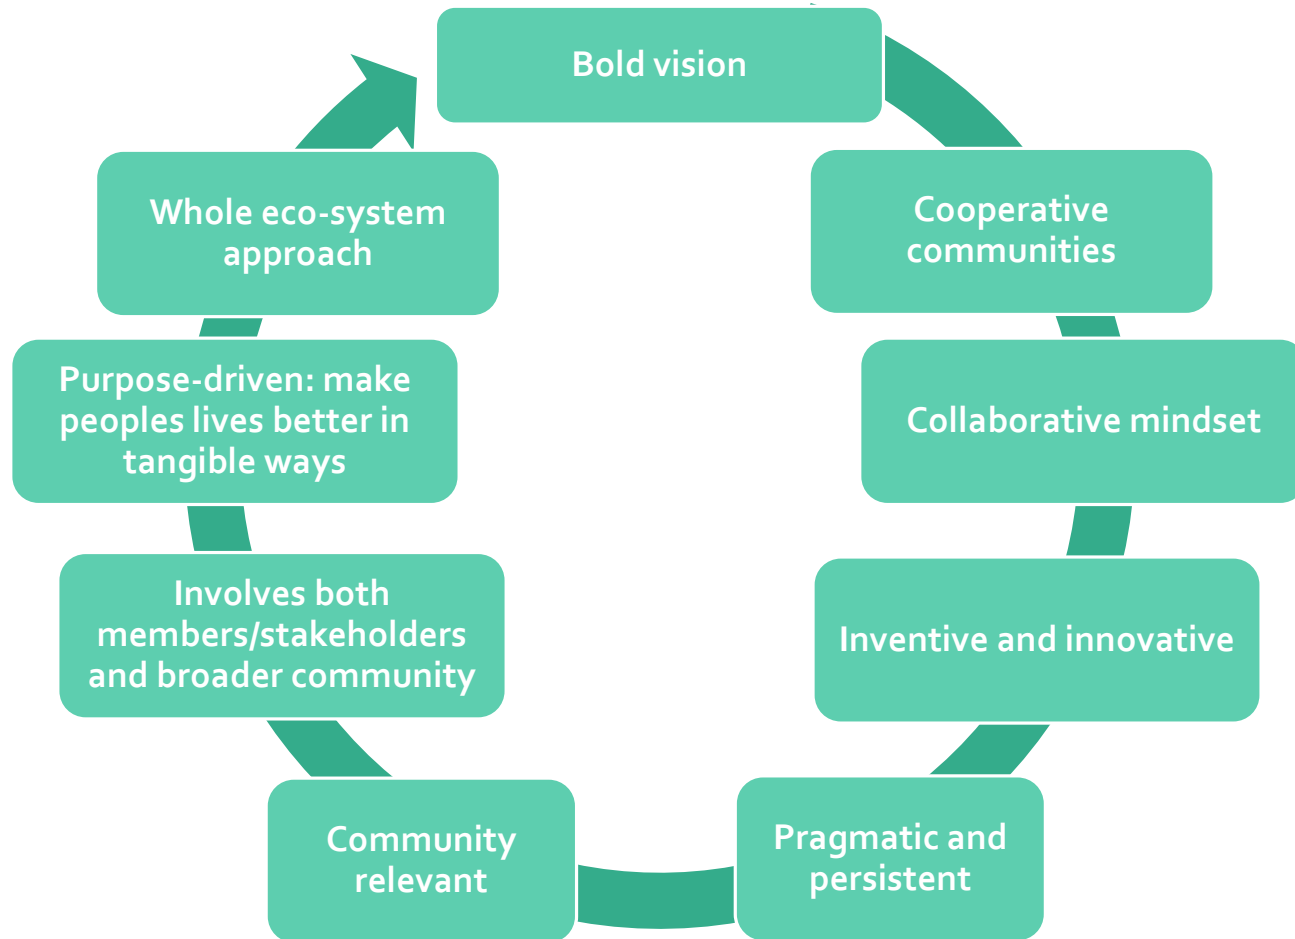 Bold vision
Cooperative
communities
Collaborative mindset
Inventive and innovative
Pragmatic and
persistent
Community
relevant
Involves both
members/stakeholders
and broader community
Purpose-driven: make
peoples lives better in
tangible ways
Whole eco-system
approach